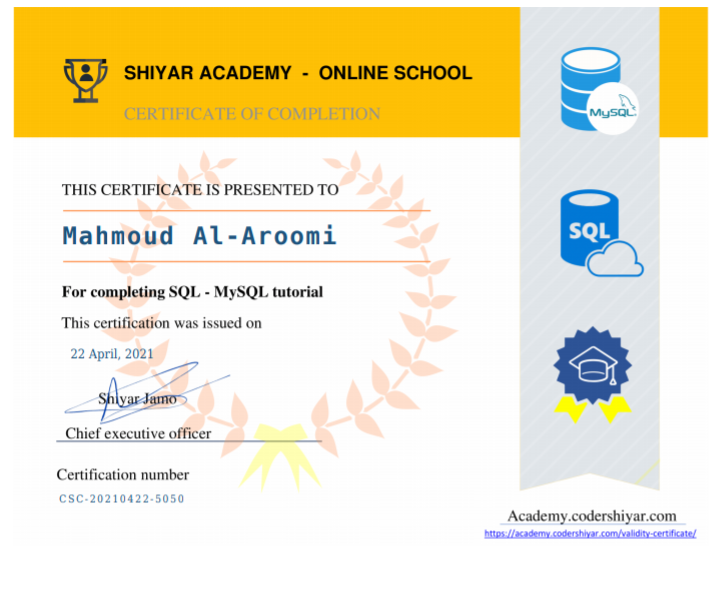 SHIYAR ACADEMY - ONLINE SCHOOL
CERTIFICATE OF COMPLETION
MySQL
THIS CERTIFICATE IS PRESENTED TO
Mahmoud Al-Aroomi
SQL
For completing SQL - MySQL tutorial
This certification was issued on
22 April, 2021
Shiyar Jamo
Chief executive officer
Certification number
CSC-20210422-5050
Academy.codershiyar.com
https://academy.codershiyar.com/validity-certificate/